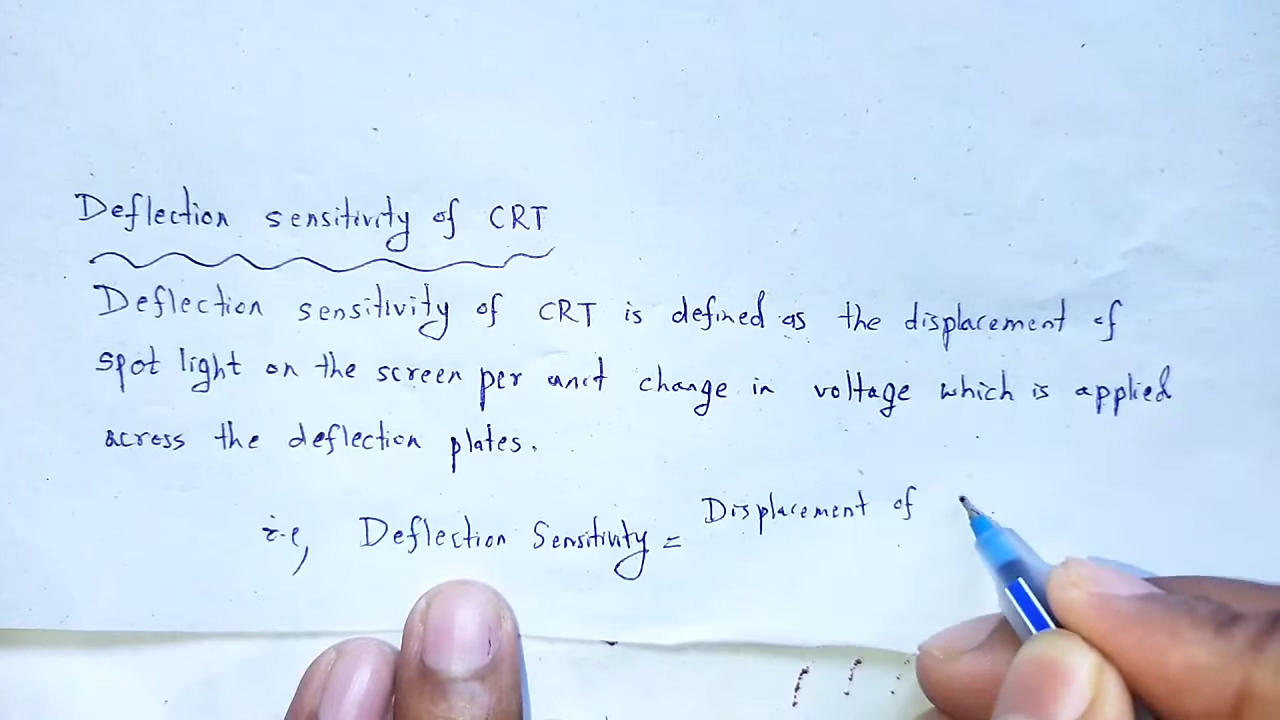 Deflection sensitivity of CRT
Deflection sensitivity of CRT is defined as the displacement of
spot light on the screen per unit change in voltage which is applied
across the deflection plates.
i.e, Deflection Sensitivity = Displacement of